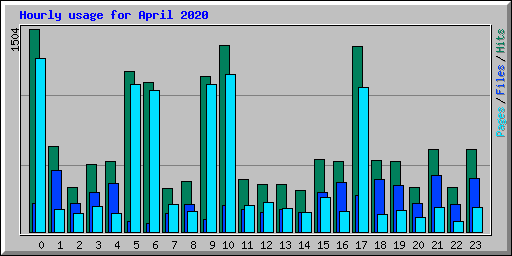 Hourly usage for April 2020
1504
Pages/Files/Hits
0 1 2 3 4 5 6 7 8 9 10 11 12 13 14 15 16 17 18 19 20 21 22 23